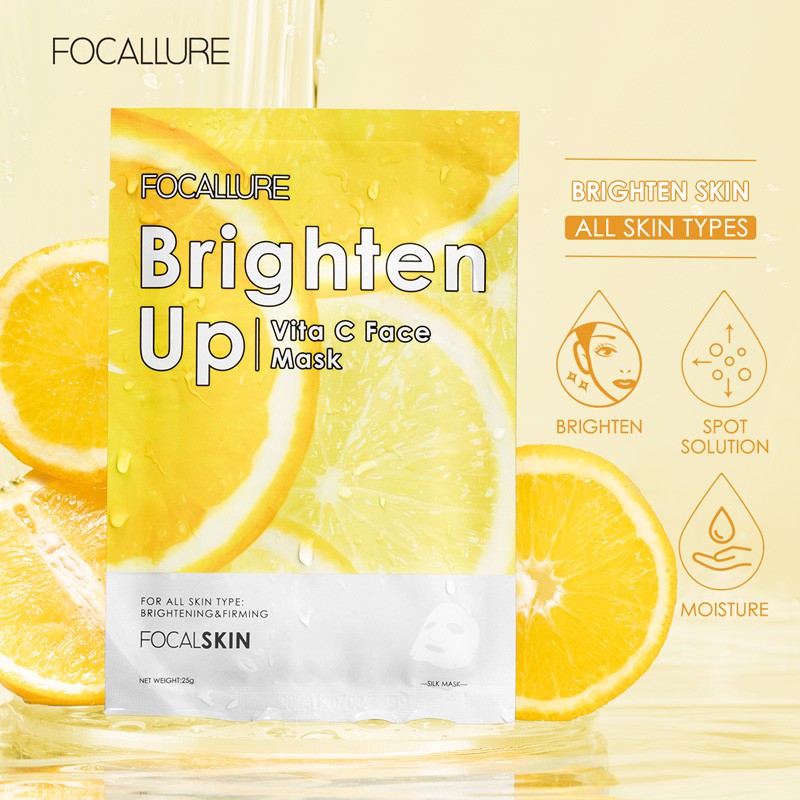 FOCALLURE
FOCALLURE
Brighten
Up
Vita C Face
Mask
FOR ALL SKIN TYPE:
BRIGHTENING&FIRMING
FOCALSKIN
NET WEIGHT:25g
—SILK MASK—
BRIGHTEN SKIN
ALL SKIN TYPES
BRIGHTEN
SPOT
SOLUTION
MOISTURE